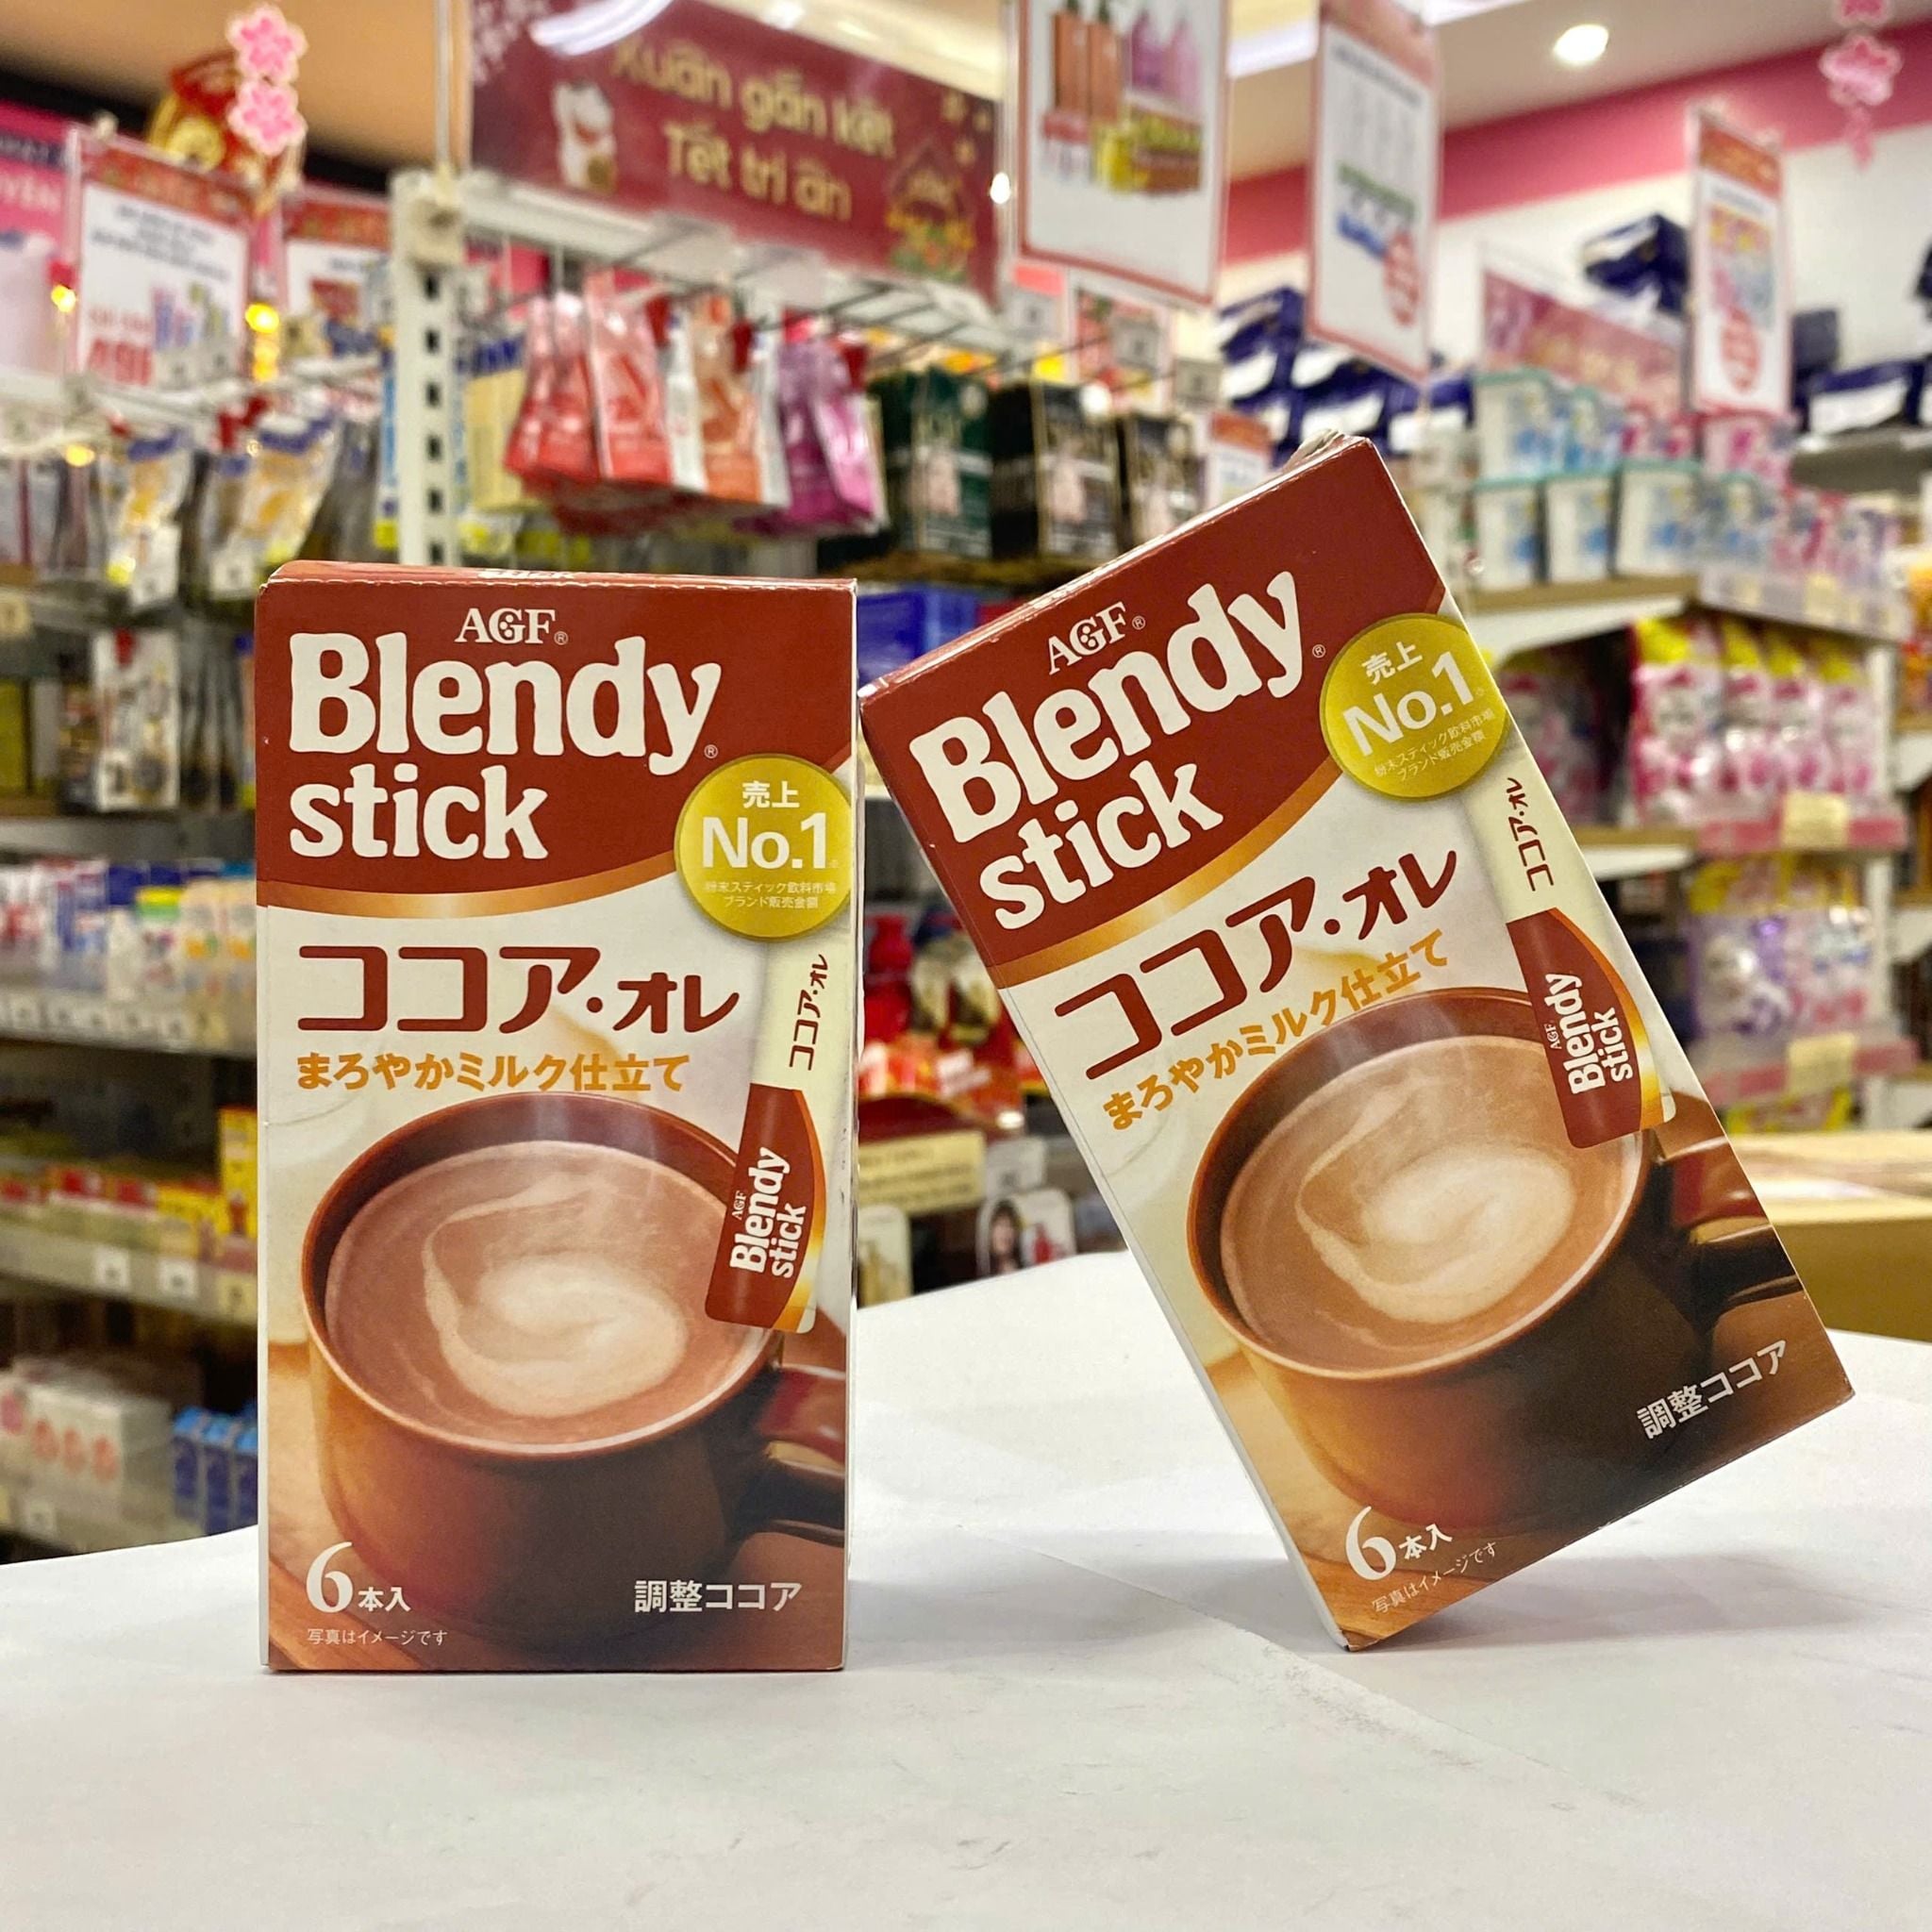 Xuân gắn kết
Tết tri ân
AGF®
Blendy®
stick
売上
No.1※
粉末スティック飲料市場
ブランド販売金額
ココア・オレ
まろやかミルク仕立て
ココア・オレ
AGF
Blendy
stick
6本入
調整ココア
写真はイメージです
AGF®
Blendy®
stick
売上
No.1※
粉末スティック飲料市場
ブランド販売金額
ココア・オレ
まろやかミルク仕立て
ココア・オレ
AGF
Blendy
stick
調整ココア
6本入
写真はイメージです